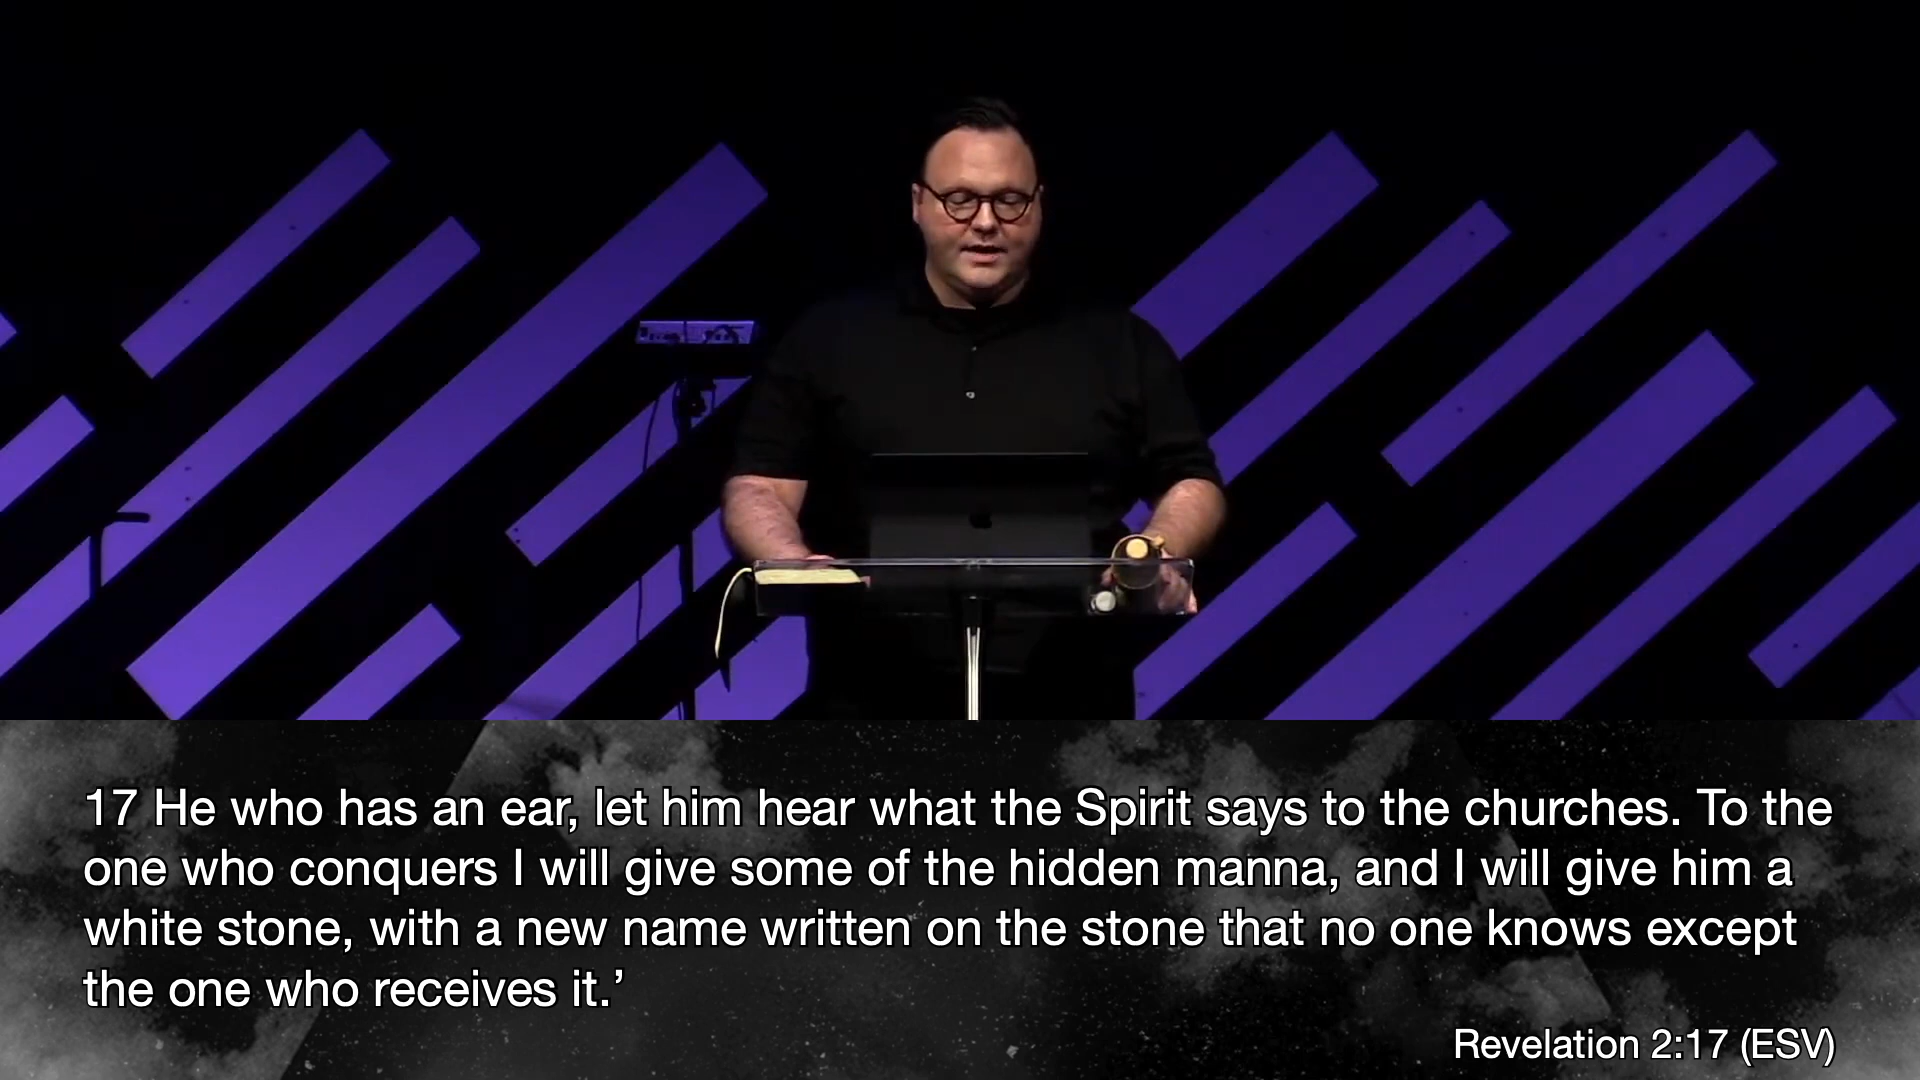 17 He who has an ear, let him hear what the Spirit says to the churches. To the
one who conquers I will give some of the hidden manna, and I will give him a
white stone, with a new name written on the stone that no one knows except
the one who receives it.’
Revelation 2:17 (ESV)